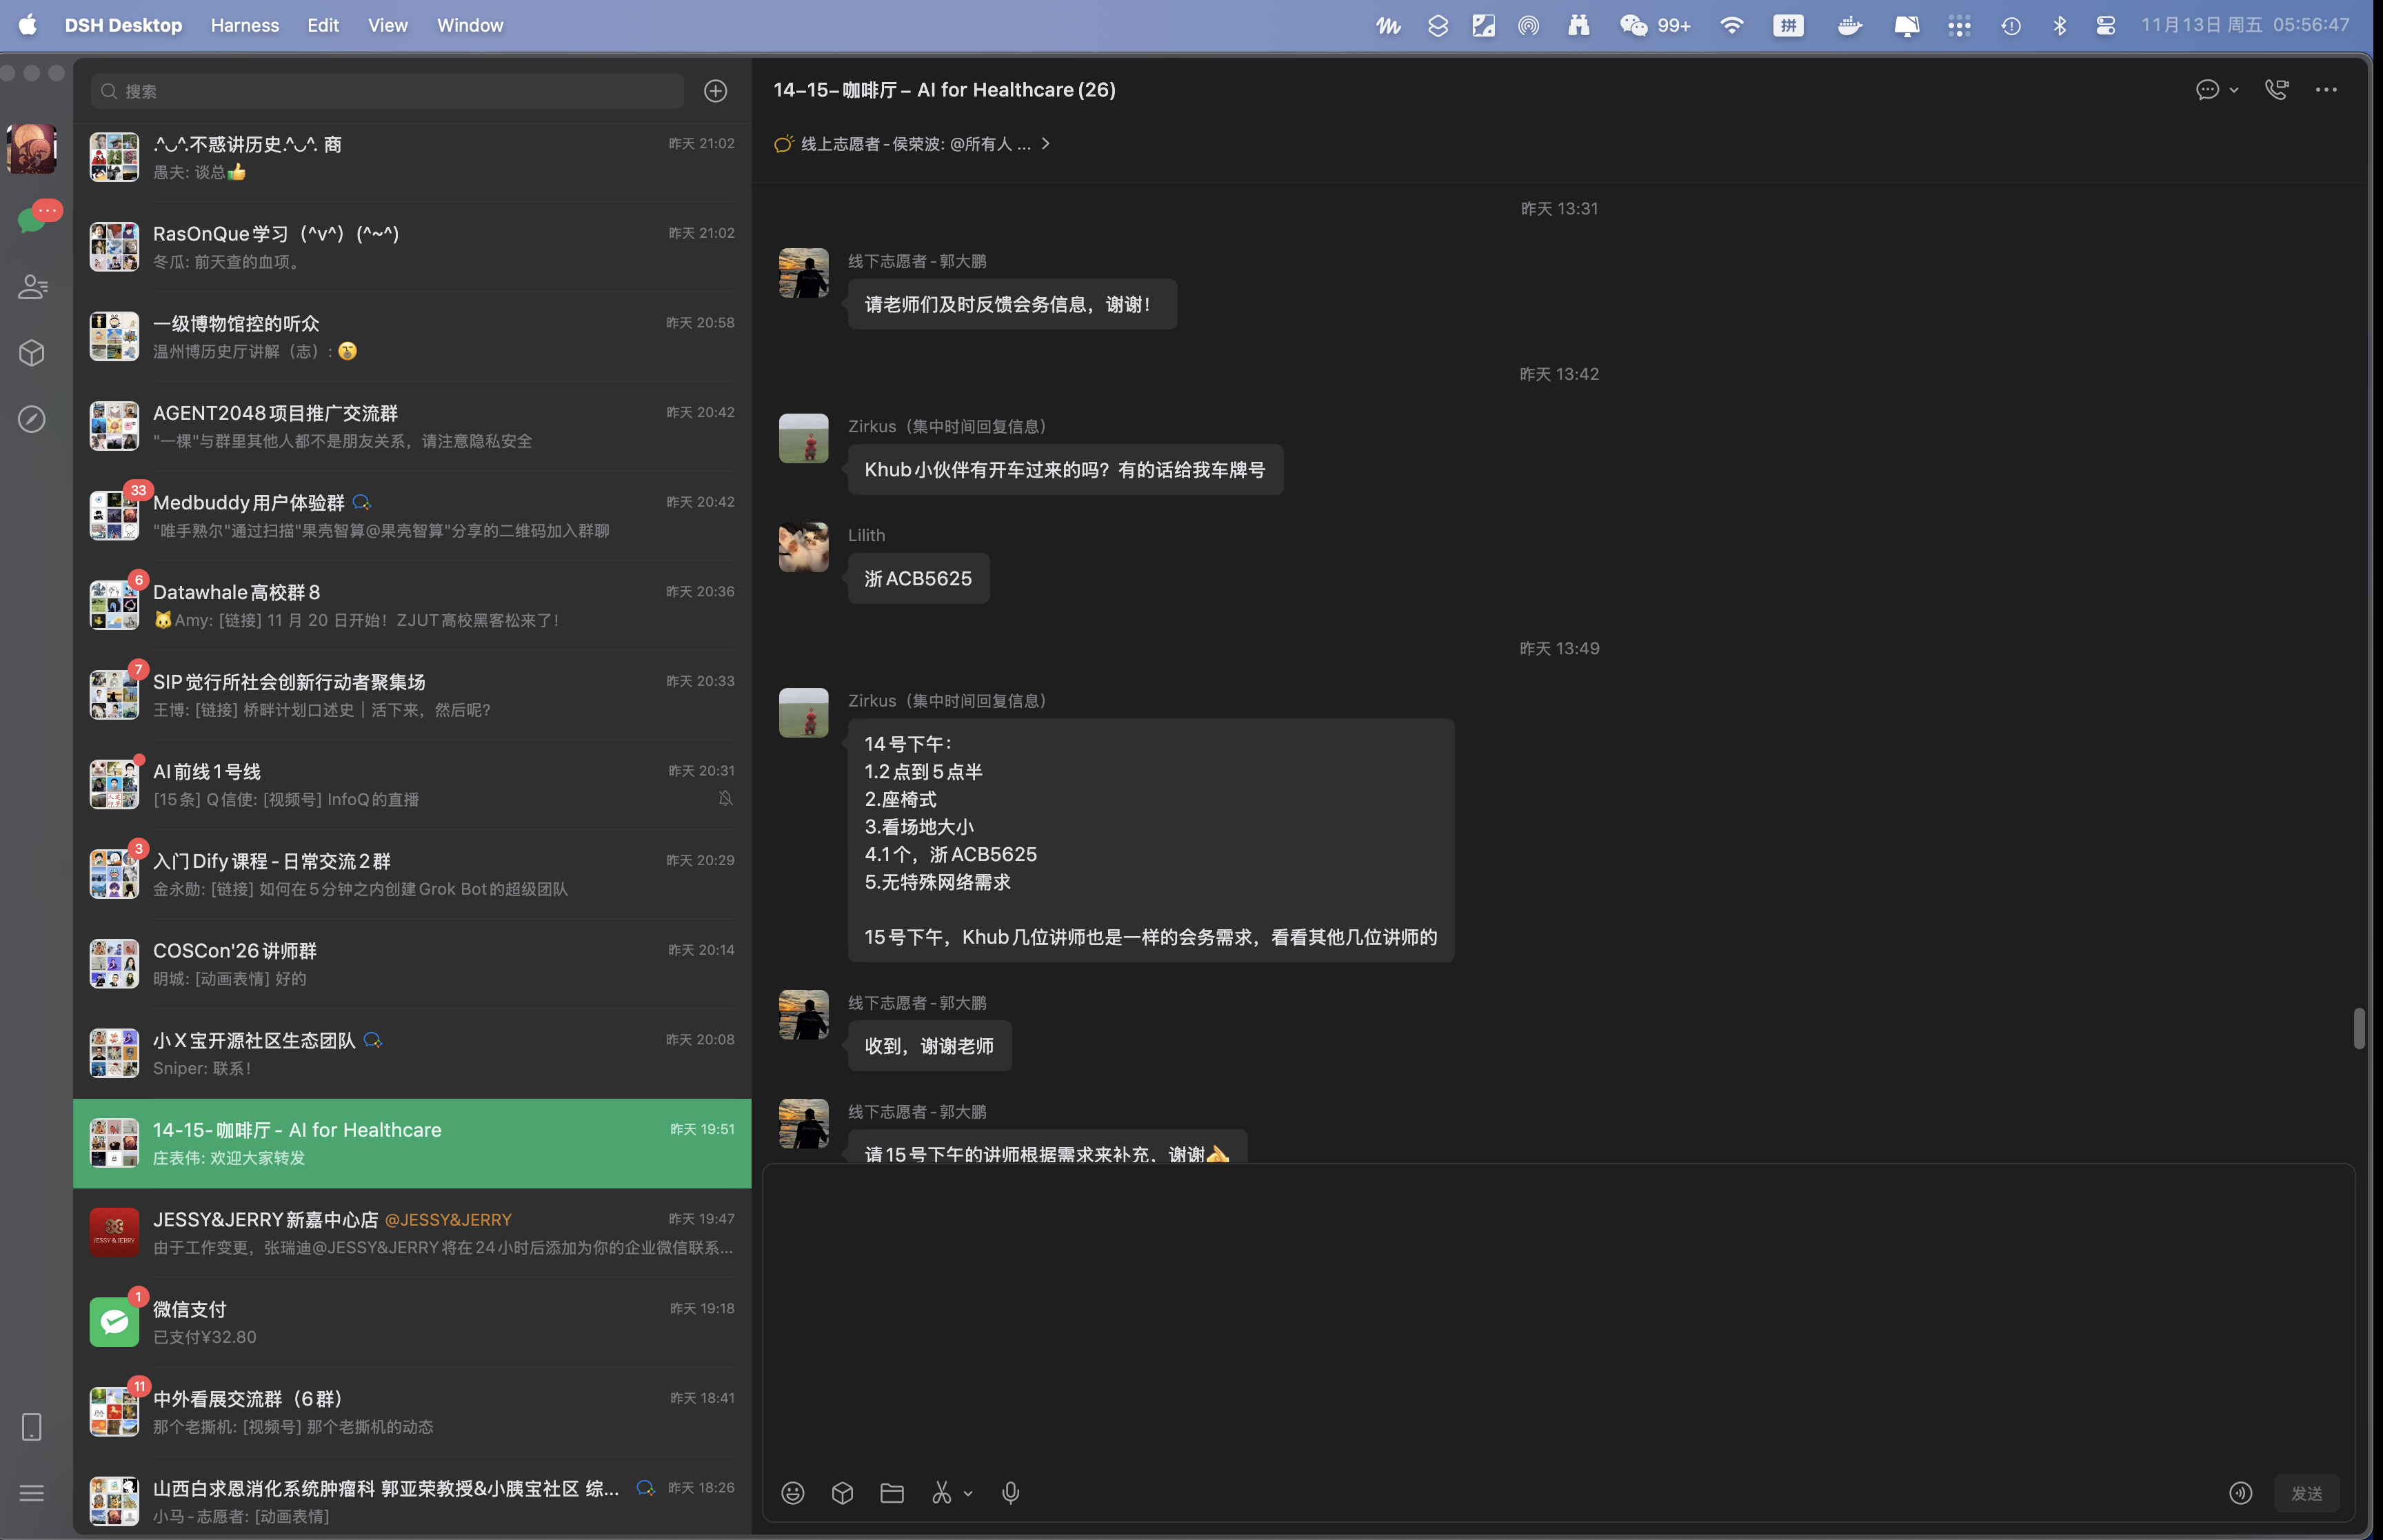 DSH Desktop Harness Edit View Window 99+ 拼 11月13日 周五 05:56:47
搜索
.^◡^.不惑讲历史.^◡^. 商 昨天 21:02
愚夫: 谈总👍
RasOnQue学习（^v^）(^~^) 昨天 21:02
冬瓜: 前天查的血项。
一级博物馆控的听众 昨天 20:58
温州博历史厅讲解（志）: 😪
AGENT2048项目推广交流群 昨天 20:42
"一棵"与群里其他人都不是朋友关系，请注意隐私安全
33
Medbuddy用户体验群 昨天 20:42
"唯手熟尔"通过扫描"果壳智算@果壳智算"分享的二维码加入群聊
6
Datawhale高校群8 昨天 20:36
🐱Amy: [链接] 11 月 20 日开始！ZJUT高校黑客松来了！
7
SIP觉行所社会创新行动者聚集场 昨天 20:33
王博: [链接] 桥畔计划口述史｜活下来，然后呢？
AI前线1号线 昨天 20:31
[15条] Q信使: [视频号] InfoQ的直播
3
入门Dify课程-日常交流2群 昨天 20:29
金永勋: [链接] 如何在5分钟之内创建Grok Bot的超级团队
COSCon'26讲师群 昨天 20:14
明城: [动画表情] 好的
小X宝开源社区生态团队 昨天 20:08
Sniper: 联系！
14-15-咖啡厅- AI for Healthcare 昨天 19:51
庄表伟: 欢迎大家转发
JESSY&JERRY
JESSY&JERRY新嘉中心店 @JESSY&JERRY 昨天 19:47
由于工作变更，张瑞迪@JESSY&JERRY将在24小时后添加为你的企业微信联系...
1
微信支付 昨天 19:18
已支付¥32.80
11
中外看展交流群（6群） 昨天 18:41
那个老撕机: [视频号] 那个老撕机的动态
山西白求恩消化系统肿瘤科 郭亚荣教授&小胰宝社区 综... 昨天 18:26
小马-志愿者: [动画表情]
14–15–咖啡厅– AI for Healthcare (26)
线上志愿者-侯荣波: @所有人 ...
昨天 13:31
线下志愿者-郭大鹏
请老师们及时反馈会务信息，谢谢！
昨天 13:42
Zirkus（集中时间回复信息）
Khub小伙伴有开车过来的吗？有的话给我车牌号
Lilith
浙ACB5625
昨天 13:49
Zirkus（集中时间回复信息）
14号下午：
1.2点到5点半
2.座椅式
3.看场地大小
4.1个，浙ACB5625
5.无特殊网络需求
15号下午，Khub几位讲师也是一样的会务需求，看看其他几位讲师的
线下志愿者-郭大鹏
收到，谢谢老师
线下志愿者-郭大鹏
请15号下午的讲师根据需求来补充，谢谢✍️
发送